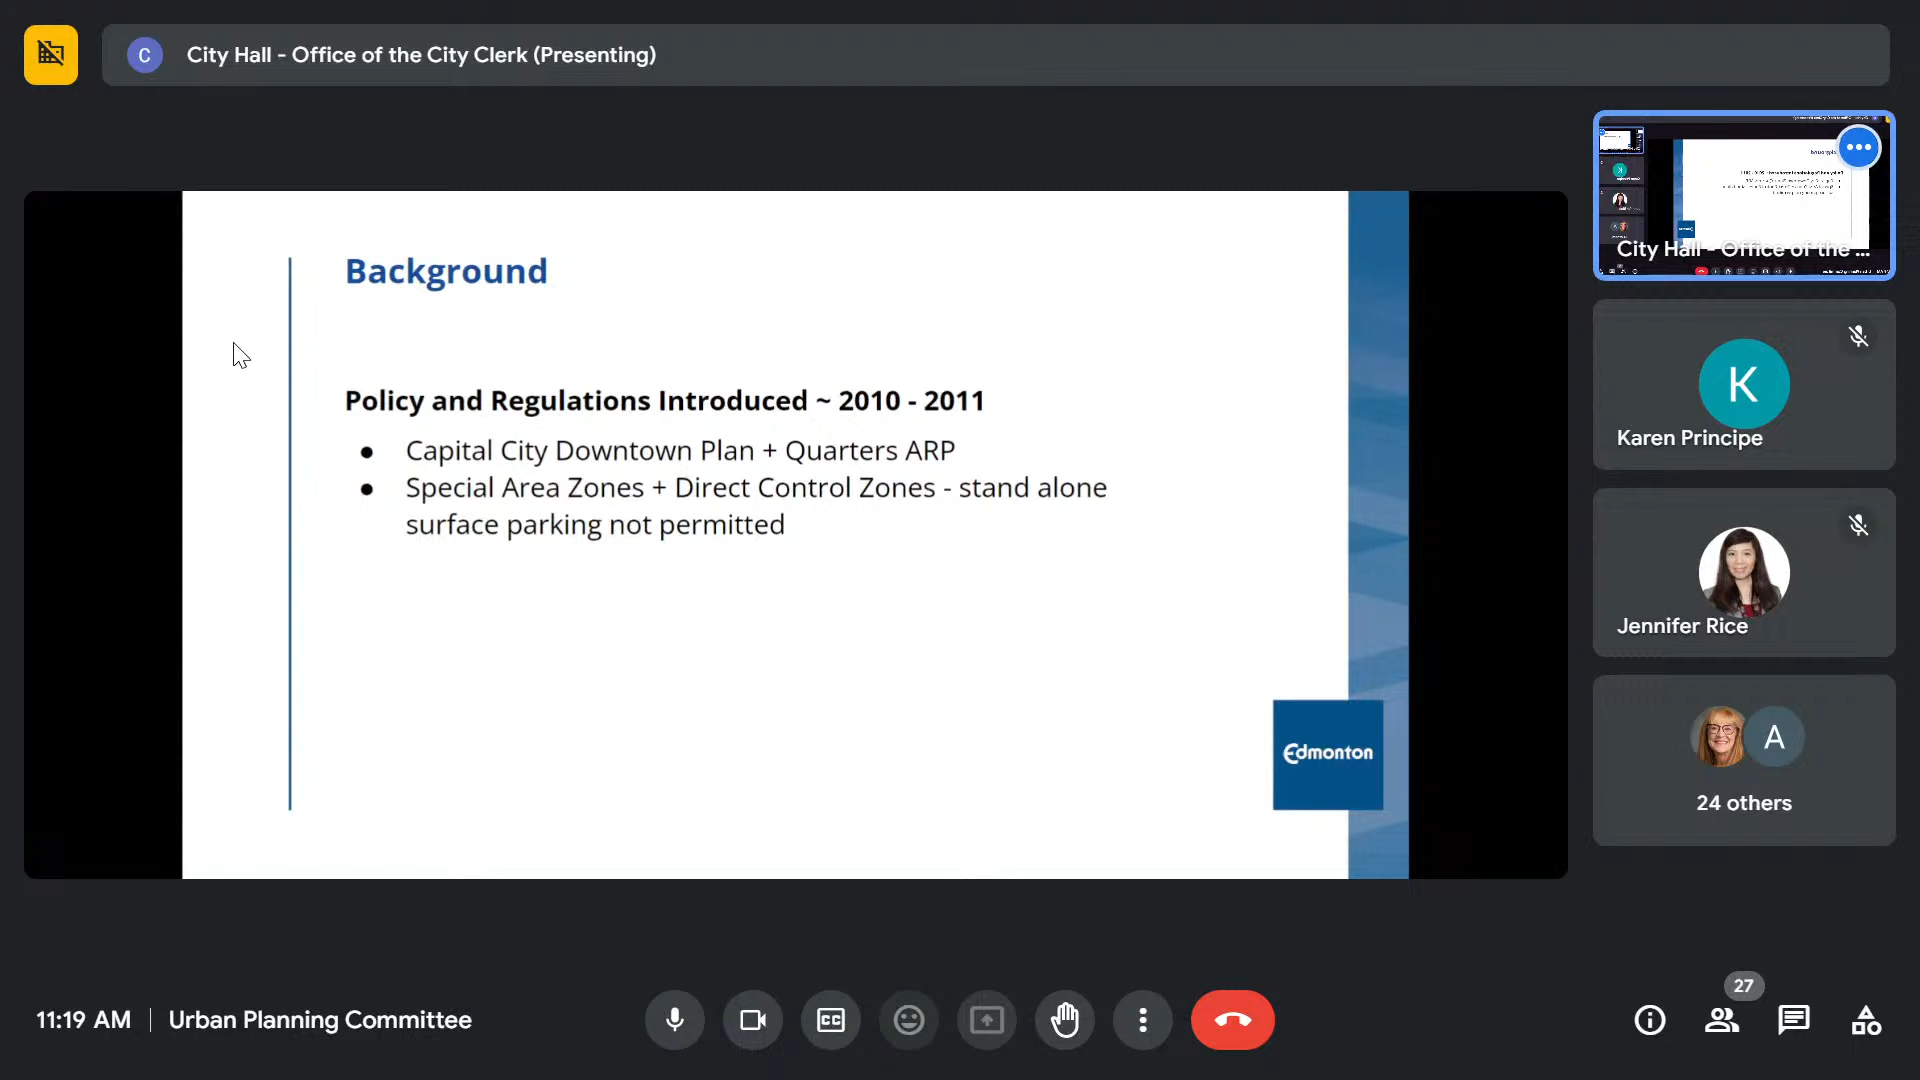 C City Hall - Office of the City Clerk (Presenting)
Background
Policy and Regulations Introduced ~ 2010 - 2011
● Capital City Downtown Plan + Quarters ARP
● Special Area Zones + Direct Control Zones - stand alone
surface parking not permitted
Edmonton
City Hall - Office of the ...
K
Karen Principe
Jennifer Rice
A
24 others
11:19 AM | Urban Planning Committee
CC
27